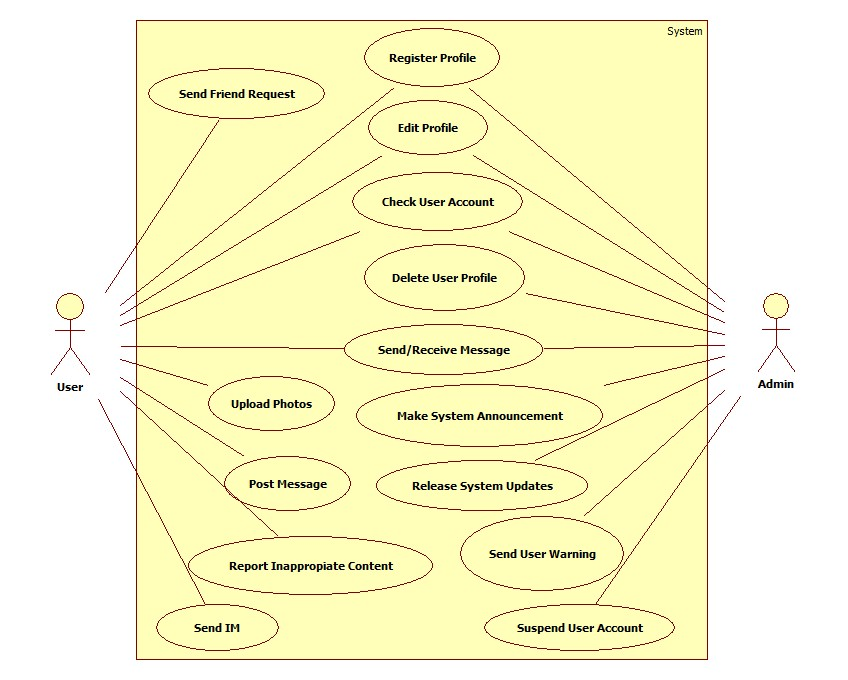 System
Register Profile
Send Friend Request
Edit Profile
Check User Account
Delete User Profile
Send/Receive Message
User
Admin
Upload Photos
Make System Announcement
Post Message
Release System Updates
Send User Warning
Report Inappropiate Content
Send IM
Suspend User Account